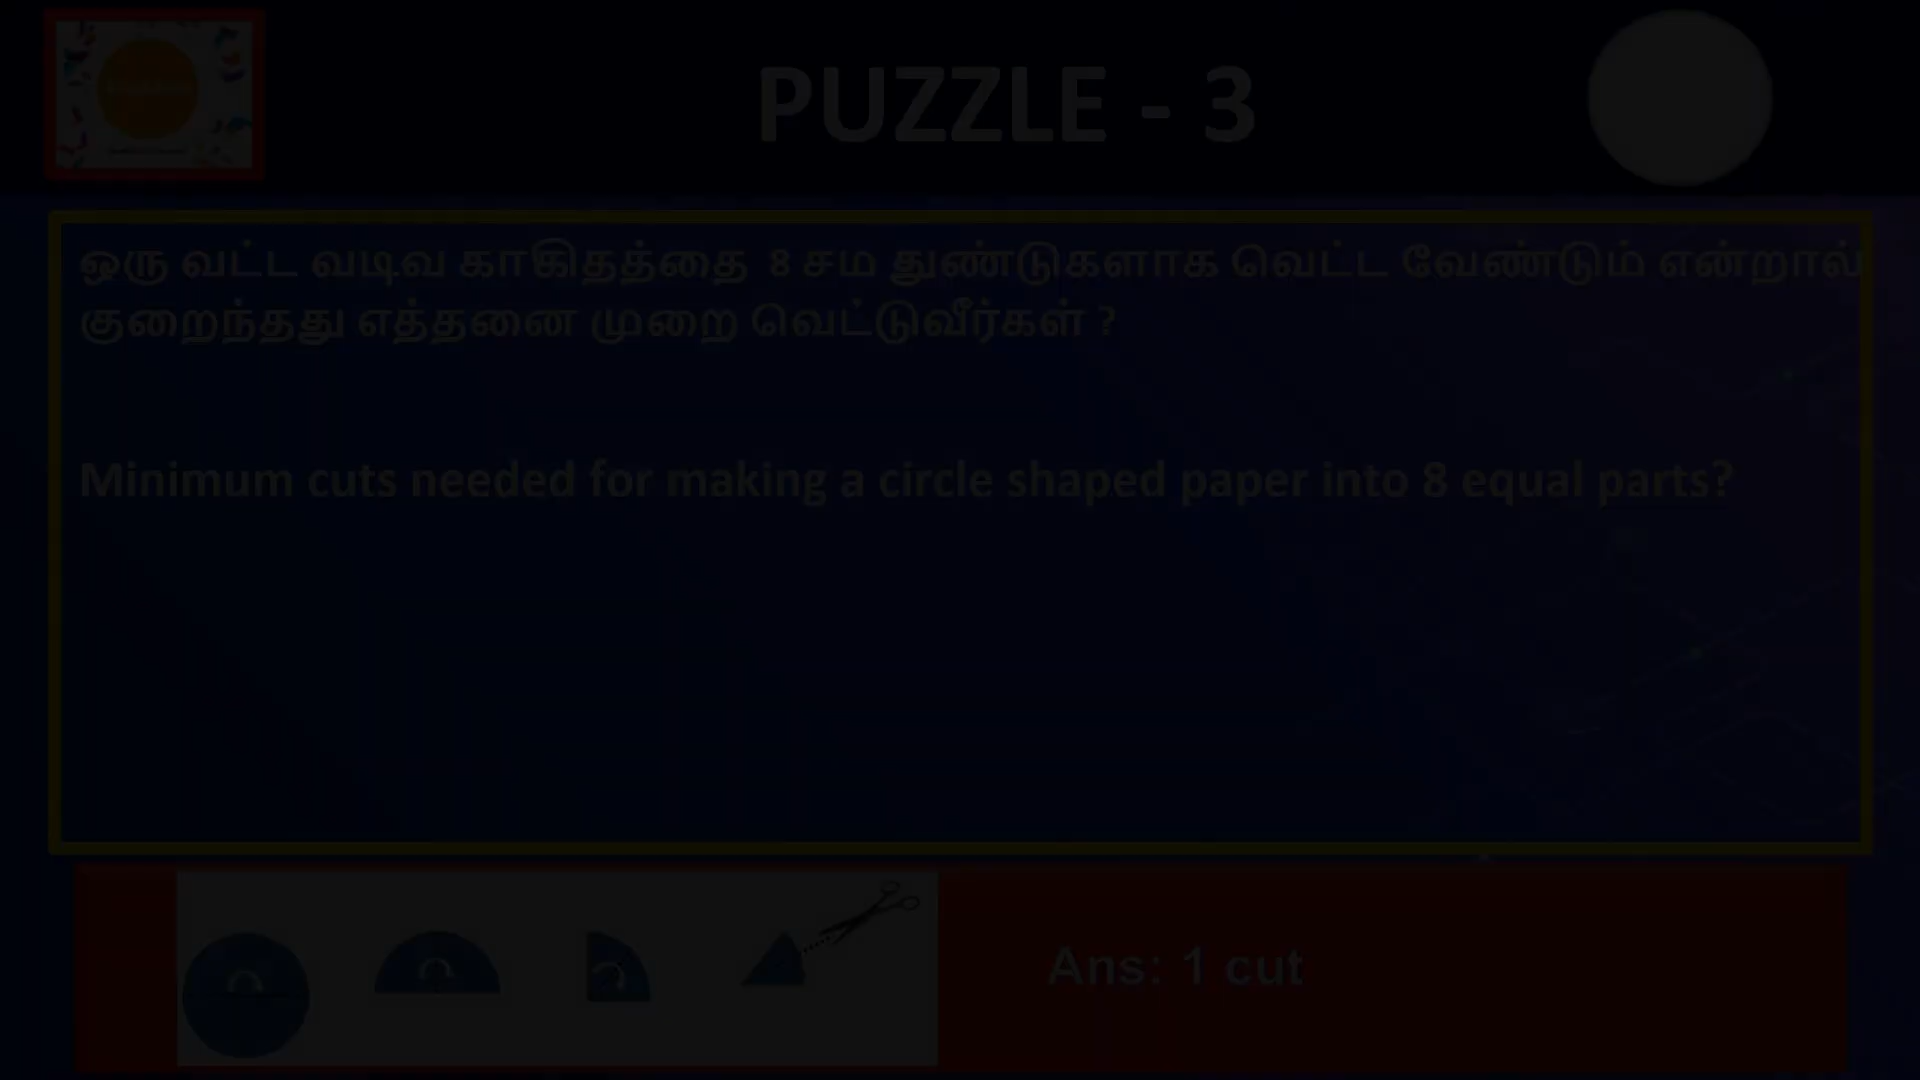 PUZZLE - 3
ஒரு வட்ட வடிவ காகிதத்தை 8 சம துண்டுகளாக வெட்ட வேண்டும் என்றால்
குறைந்தது எத்தனை முறை வெட்டுவீர்கள் ?
Minimum cuts needed for making a circle shaped paper into 8 equal parts?
Ans: 1 cut